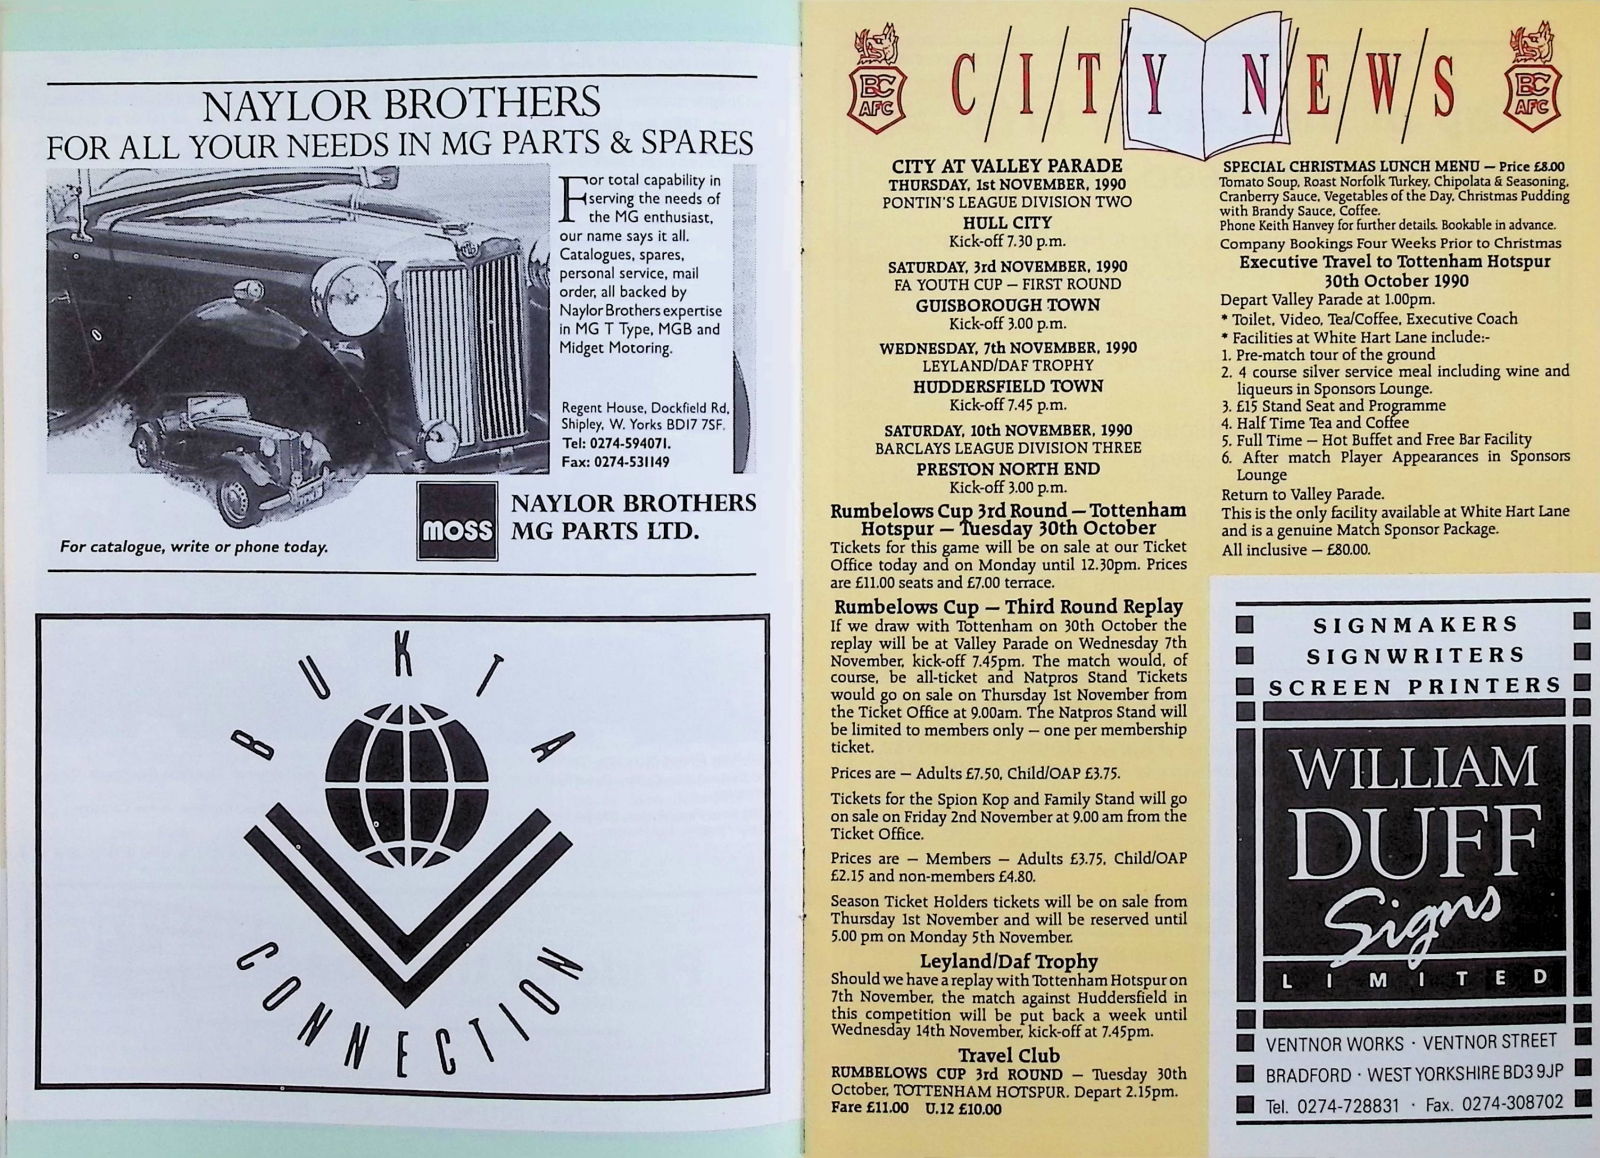 NAYLOR BROTHERS
FOR ALL YOUR NEEDS IN MG PARTS & SPARES
For total capability in
serving the needs of
the MG enthusiast,
our name says it all.
Catalogues, spares,
personal service, mail
order, all backed by
Naylor Brothers expertise
in MG T Type, MGB and
Midget Motoring.
Regent House, Dockfield Rd,
Shipley, W. Yorks BD17 7SF.
Tel: 0274-594071.
Fax: 0274-531149
moss
NAYLOR BROTHERS
MG PARTS LTD.
For catalogue, write or phone today.
BUKTA
CONNECTION
BC
AFC
CITY NEWS
BC
AFC
CITY AT VALLEY PARADE
THURSDAY, 1st NOVEMBER, 1990
PONTIN'S LEAGUE DIVISION TWO
HULL CITY
Kick-off 7.30 p.m.
SATURDAY, 3rd NOVEMBER, 1990
FA YOUTH CUP — FIRST ROUND
GUISBOROUGH TOWN
Kick-off 3.00 p.m.
WEDNESDAY, 7th NOVEMBER, 1990
LEYLAND/DAF TROPHY
HUDDERSFIELD TOWN
Kick-off 7.45 p.m.
SATURDAY, 10th NOVEMBER, 1990
BARCLAYS LEAGUE DIVISION THREE
PRESTON NORTH END
Kick-off 3.00 p.m.
Rumbelows Cup 3rd Round — Tottenham
Hotspur — Tuesday 30th October
Tickets for this game will be on sale at our Ticket
Office today and on Monday until 12.30pm. Prices
are £11.00 seats and £7.00 terrace.
Rumbelows Cup — Third Round Replay
If we draw with Tottenham on 30th October the
replay will be at Valley Parade on Wednesday 7th
November, kick-off 7.45pm. The match would, of
course, be all-ticket and Natpros Stand Tickets
would go on sale on Thursday 1st November from
the Ticket Office at 9.00am. The Natpros Stand will
be limited to members only — one per membership
ticket.
Prices are — Adults £7.50, Child/OAP £3.75.
Tickets for the Spion Kop and Family Stand will go
on sale on Friday 2nd November at 9.00 am from the
Ticket Office.
Prices are — Members — Adults £3.75, Child/OAP
£2.15 and non-members £4.80.
Season Ticket Holders tickets will be on sale from
Thursday 1st November and will be reserved until
5.00 pm on Monday 5th November.
Leyland/Daf Trophy
Should we have a replay with Tottenham Hotspur on
7th November, the match against Huddersfield in
this competition will be put back a week until
Wednesday 14th November, kick-off at 7.45pm.
Travel Club
RUMBELOWS CUP 3rd ROUND — Tuesday 30th
October, TOTTENHAM HOTSPUR. Depart 2.15pm.
Fare £11.00 U.12 £10.00
SPECIAL CHRISTMAS LUNCH MENU — Price £8.00
Tomato Soup, Roast Norfolk Turkey, Chipolata & Seasoning,
Cranberry Sauce, Vegetables of the Day, Christmas Pudding
with Brandy Sauce, Coffee.
Phone Keith Hanvey for further details. Bookable in advance.
Company Bookings Four Weeks Prior to Christmas
Executive Travel to Tottenham Hotspur
30th October 1990
Depart Valley Parade at 1.00pm.
* Toilet, Video, Tea/Coffee, Executive Coach
* Facilities at White Hart Lane include:-
1. Pre-match tour of the ground
2. 4 course silver service meal including wine and
liqueurs in Sponsors Lounge.
3. £15 Stand Seat and Programme
4. Half Time Tea and Coffee
5. Full Time — Hot Buffet and Free Bar Facility
6. After match Player Appearances in Sponsors
Lounge
Return to Valley Parade.
This is the only facility available at White Hart Lane
and is a genuine Match Sponsor Package.
All inclusive — £80.00.
SIGNMAKERS
SIGNWRITERS
SCREEN PRINTERS
WILLIAM
DUFF
Signs
LIMITED
VENTNOR WORKS · VENTNOR STREET
BRADFORD · WEST YORKSHIRE BD3 9JP
Tel. 0274-728831 · Fax. 0274-308702